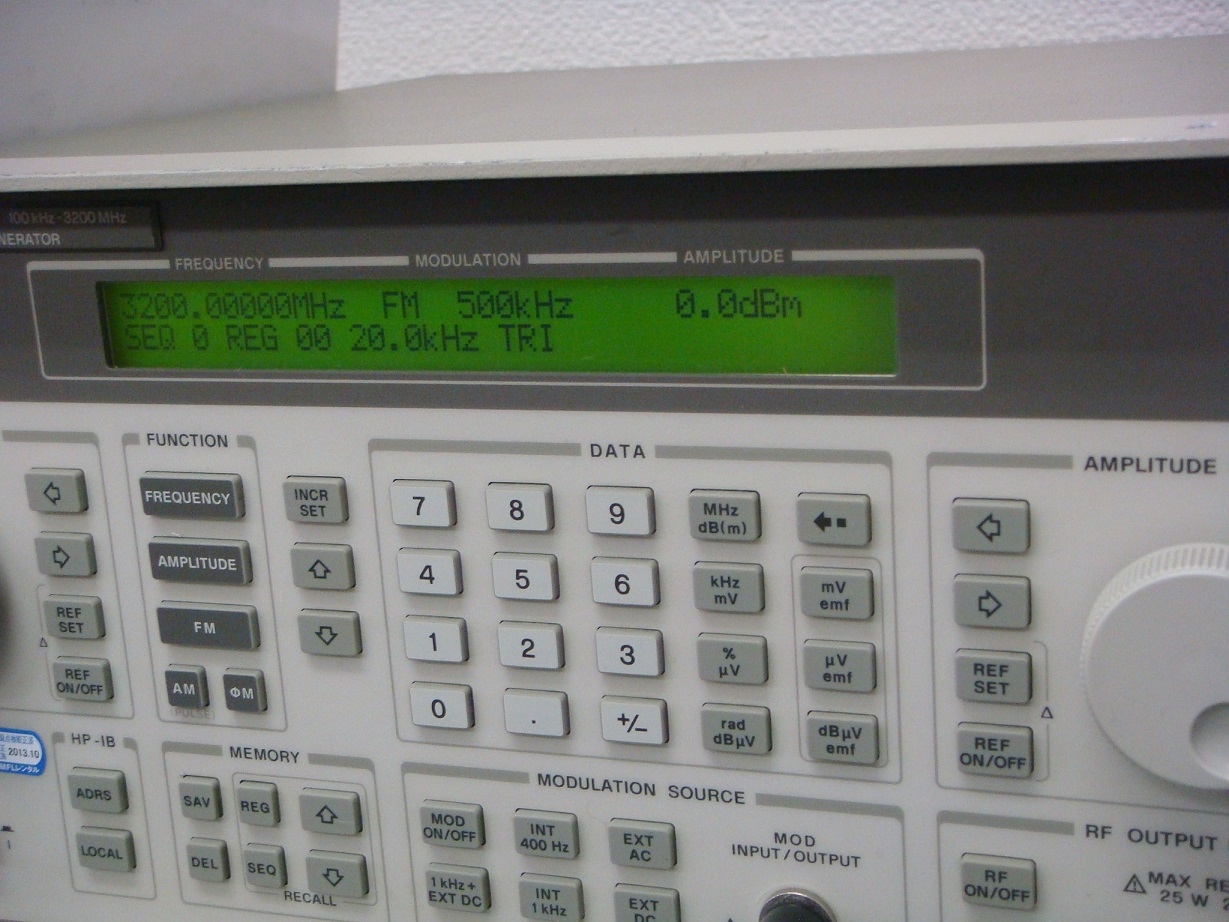 100 kHz - 3200 MHz
NERATOR
FREQUENCY MODULATION AMPLITUDE
3200.00000MHz FM 500kHz 0.0dBm
SEQ 0 REG 00 20.0kHz TRI
FUNCTION
FREQUENCY
AMPLITUDE
FM
AM ΦM
(PULSE)
INCR
SET
REF
SET
Δ
REF
ON/OFF
DATA
7 8 9 MHz
dB(m)
4 5 6 kHz
mV
mV
emf
1 2 3 %
µV
µV
emf
0 . +/− rad
dBµV
dBµV
emf
AMPLITUDE
REF
SET
Δ
REF
ON/OFF
2013.10
HP-IB
ADRS
LOCAL
MEMORY
SAV REG
DEL SEQ
RECALL
MODULATION SOURCE
MOD
ON/OFF
INT
400 Hz
EXT
AC
1 kHz +
EXT DC
INT
1 kHz
EXT
DC
MOD
INPUT/OUTPUT
RF OUTPUT
RF
ON/OFF
MAX RE
25 W